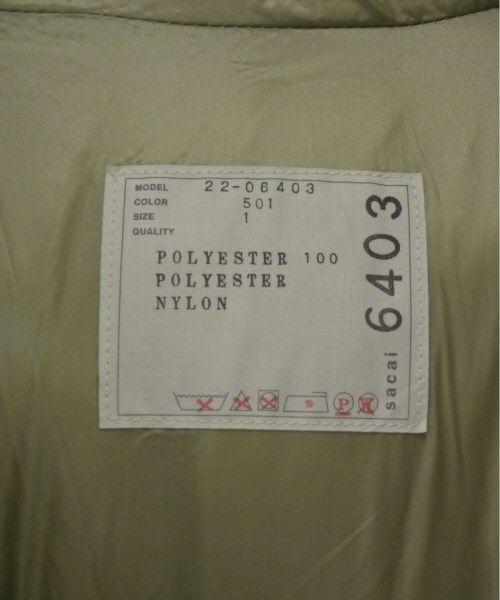 MODEL 22-06403
COLOR 501
SIZE 1
QUALITY
POLYESTER 100
POLYESTER
NYLON
sacai 6403
P W